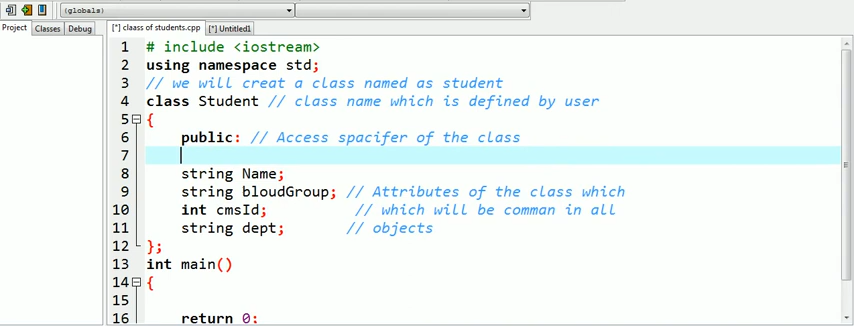 (globals)
Project Classes Debug [*] claass of students.cpp [*] Untitled1
1 # include <iostream>
2 using namespace std;
3 // we will creat a class named as student
4 class Student // class name which is defined by user
5 {
6 public: // Access spacifer of the class
7
8 string Name;
9 string bloudGroup; // Attributes of the class which
10 int cmsId; // which will be comman in all
11 string dept; // objects
12 };
13 int main()
14 {
15
16 return 0;